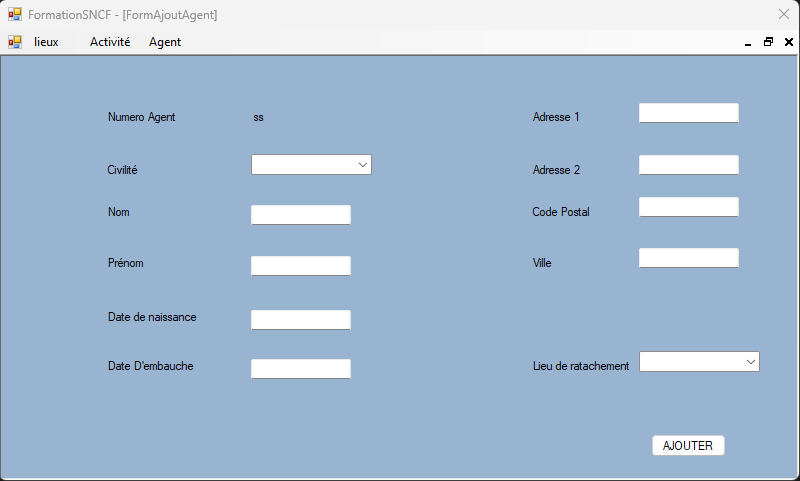 FormationSNCF - [FormAjoutAgent]
lieux Activité Agent
Numero Agent ss
Civilité
Nom
Prénom
Date de naissance
Date D'embauche
Adresse 1
Adresse 2
Code Postal
Ville
Lieu de ratachement
AJOUTER